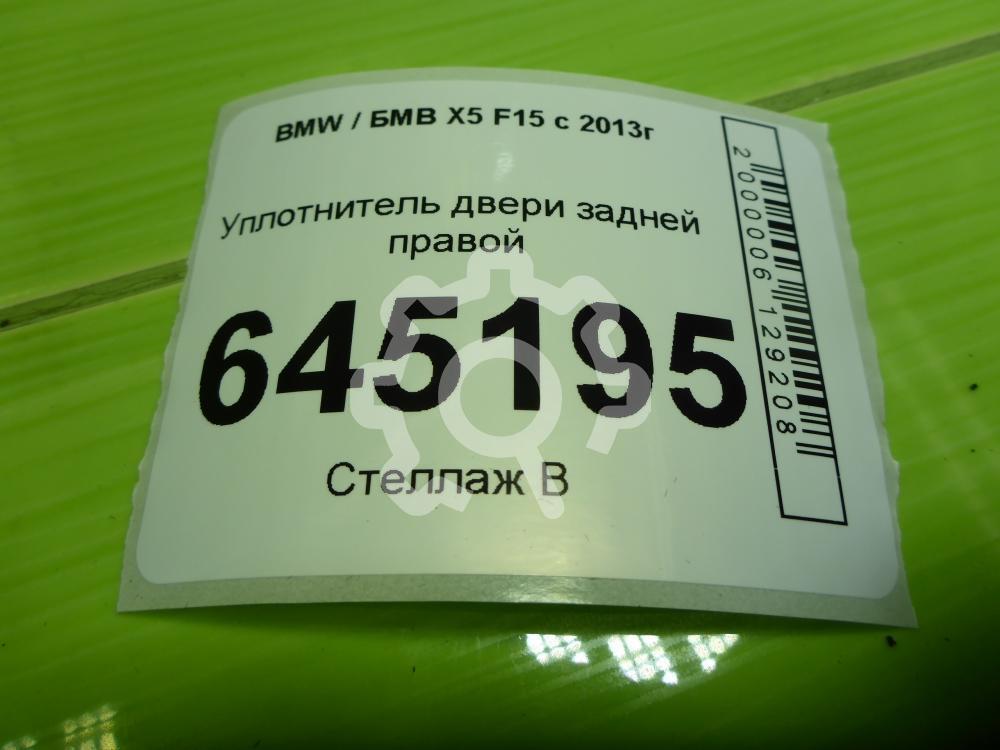 BMW / БМВ X5 F15 с 2013г
Уплотнитель двери задней
правой
645195
Стеллаж В
2000006129208